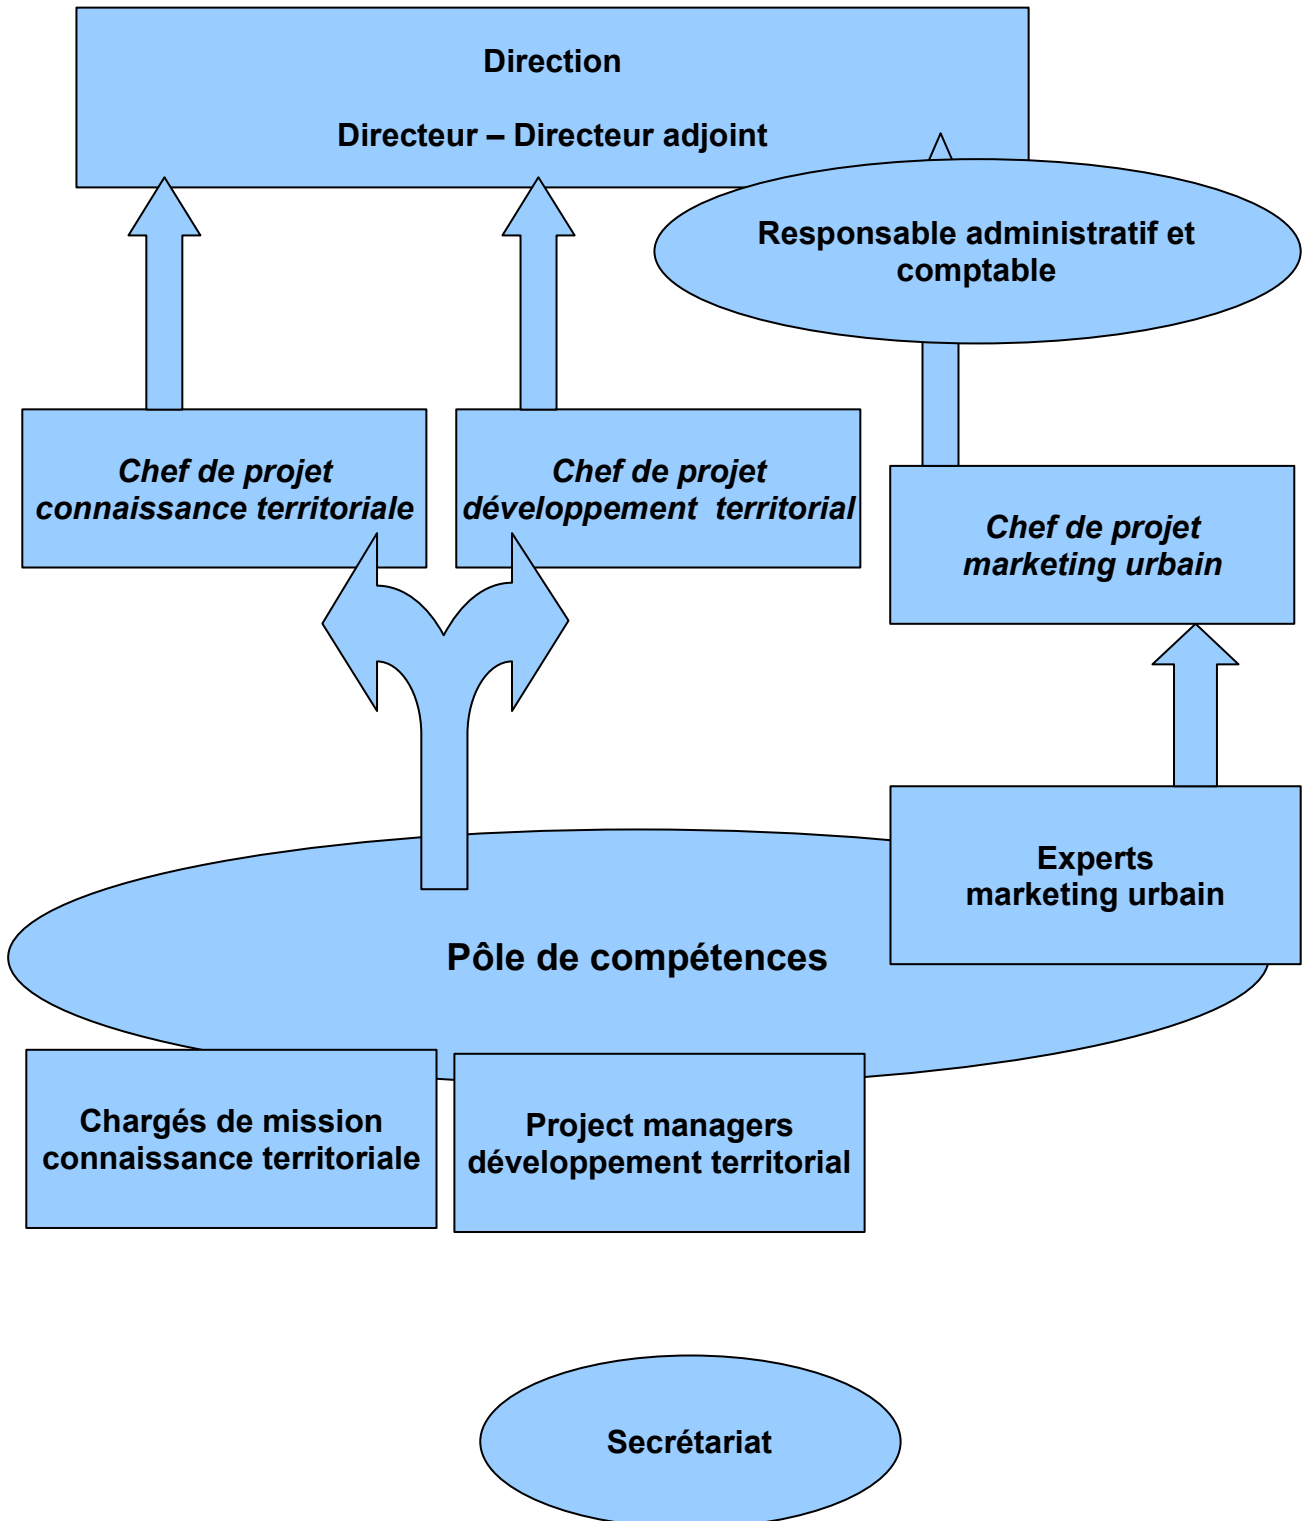 Direction
Directeur – Directeur adjoint
Responsable administratif et
comptable
Chef de projet
connaissance territoriale
Chef de projet
développement  territorial
Chef de projet
marketing urbain
Experts
marketing urbain
Pôle de compétences
Chargés de mission
connaissance territoriale
Project managers
développement territorial
Secrétariat